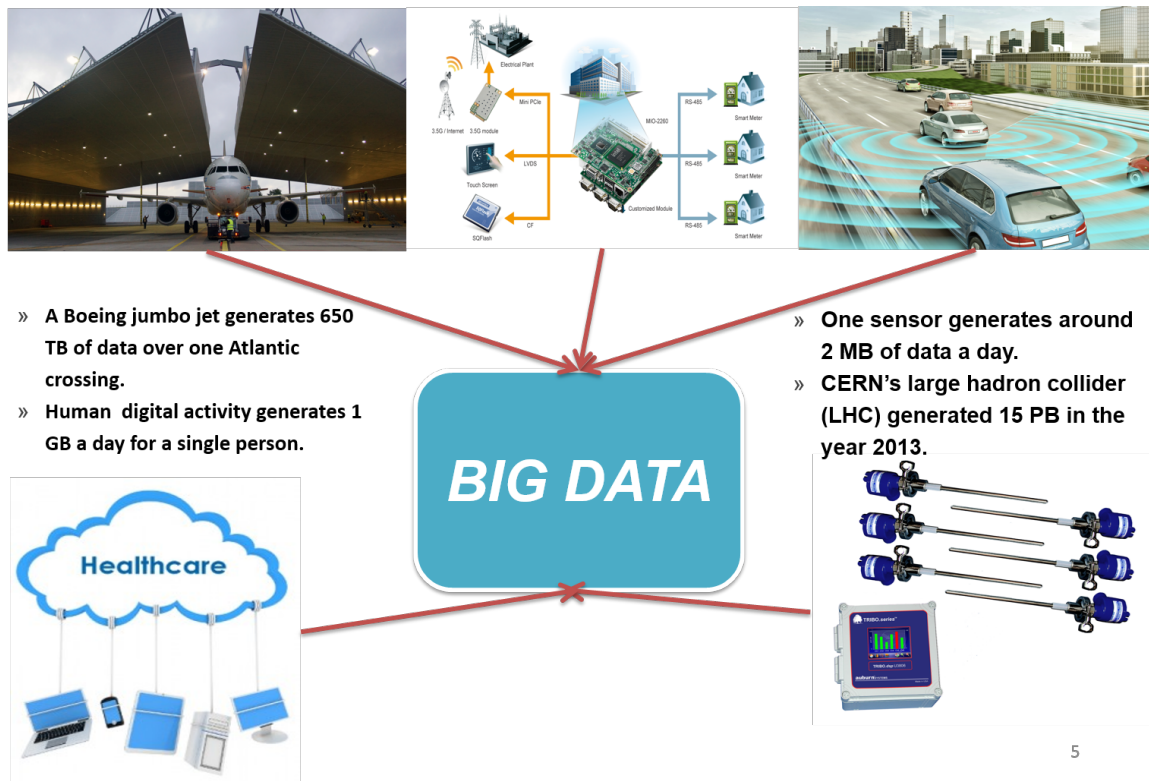 Electrical Plant
Mini PCIe
RS-485
3.5G / Internet
3.5G module
MIO-2260
Smart Meter
LVDS
RS-485
Touch Screen
Smart Meter
Customized Module
SQFlash
CF
RS-485
Smart Meter
» A Boeing jumbo jet generates 650
TB of data over one Atlantic
crossing.
» Human digital activity generates 1
GB a day for a single person.
» One sensor generates around
2 MB of data a day.
» CERN’s large hadron collider
(LHC) generated 15 PB in the
year 2013.
BIG DATA
Healthcare
TRIBO.series™
auburn
5